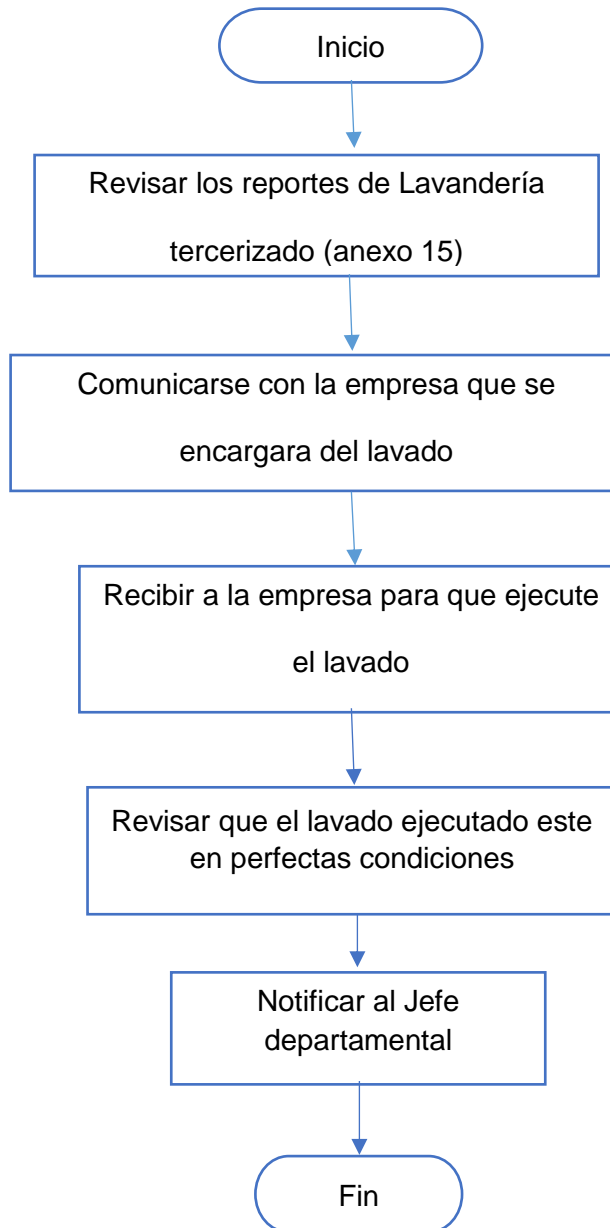 Inicio
Revisar los reportes de Lavandería
tercerizado (anexo 15)
Comunicarse con la empresa que se
encargara del lavado
Recibir a la empresa para que ejecute
el lavado
Revisar que el lavado ejecutado este
en perfectas condiciones
Notificar al Jefe
departamental
Fin